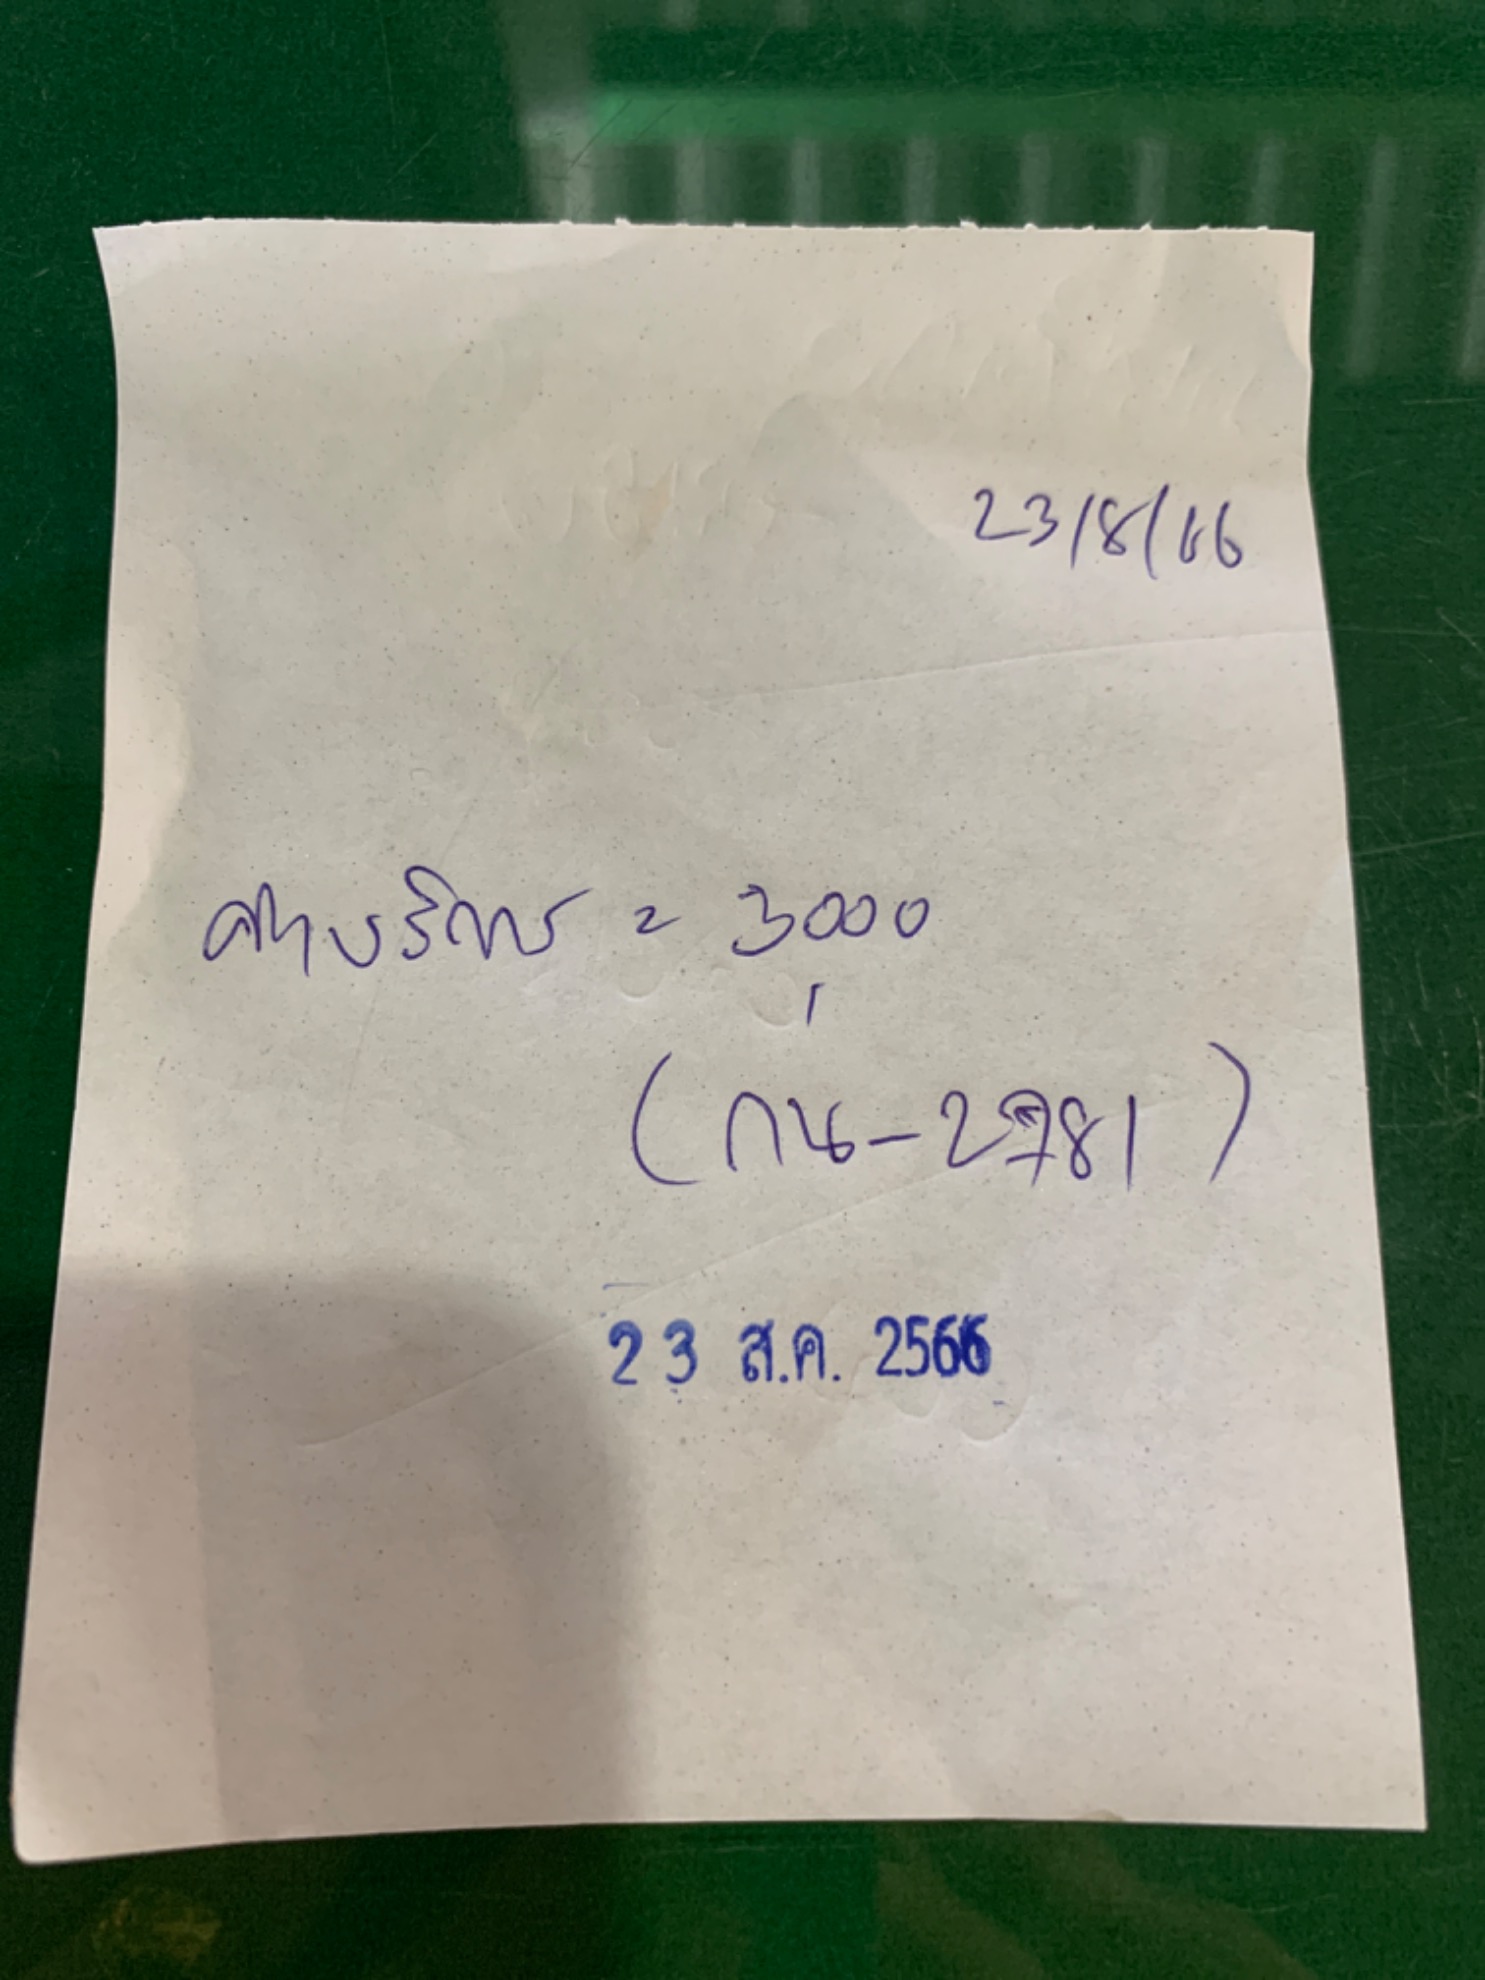 23/8/66
ค่าบริการ = 3000
(กน-2781)
23 ส.ค. 2566